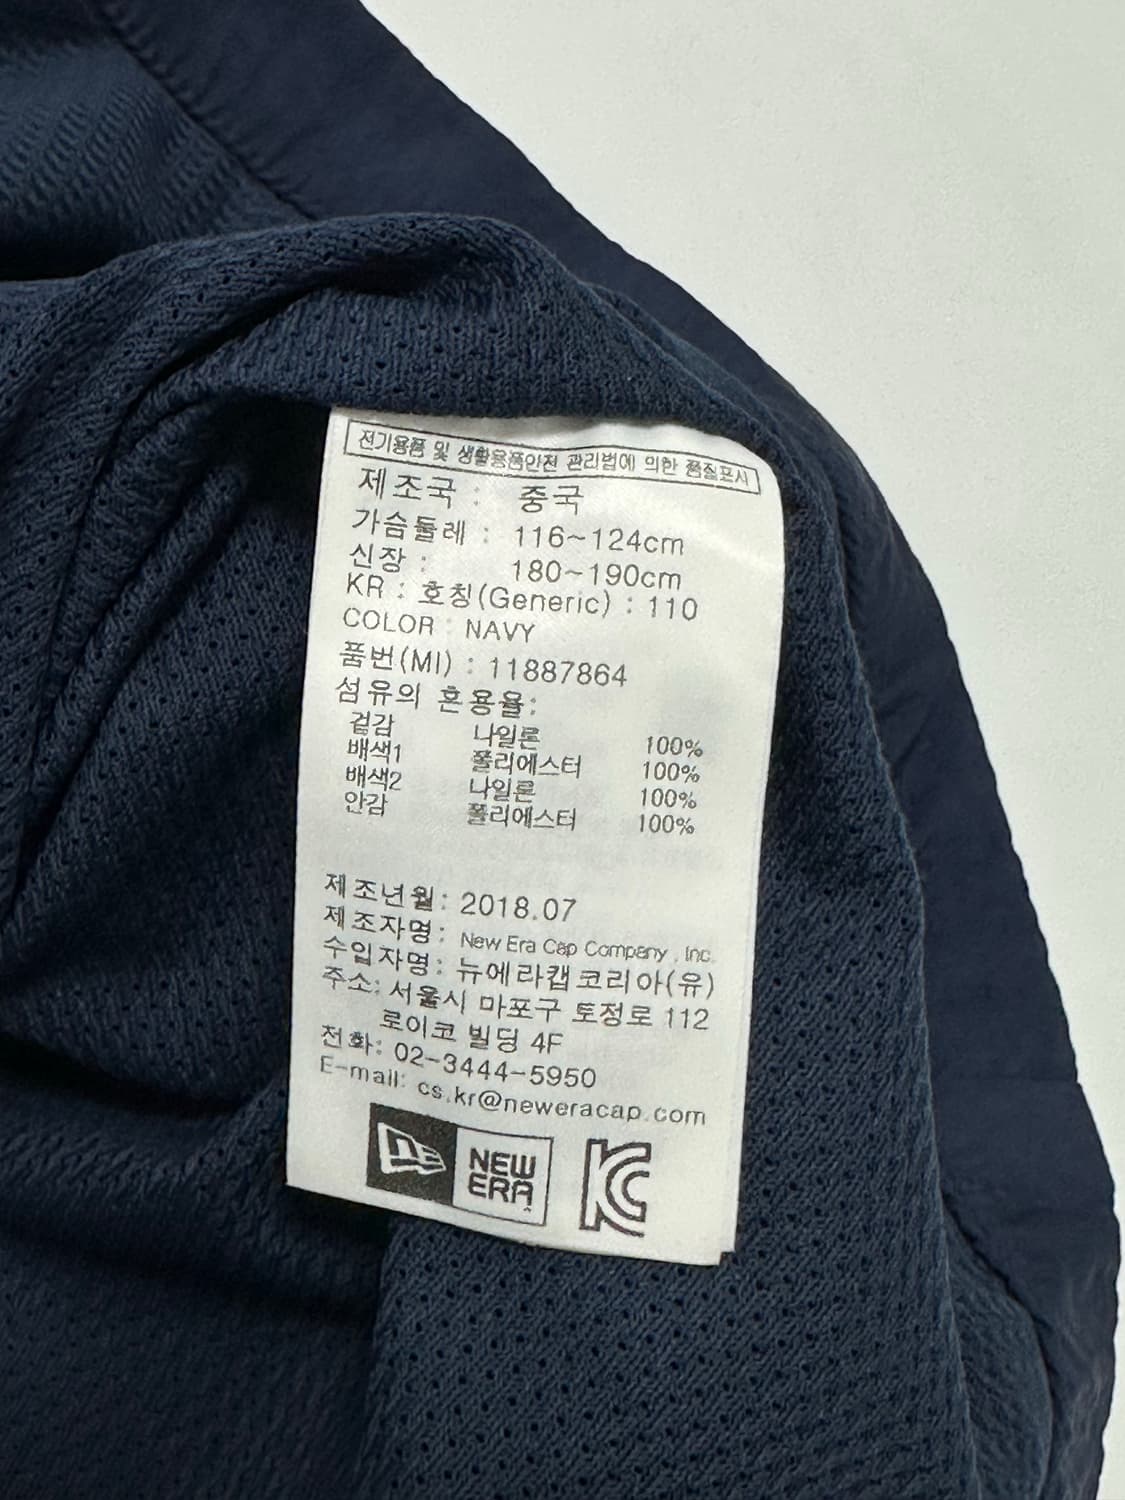 전기용품 및 생활용품안전 관리법에 의한 품질표시
제조국 : 중국
가슴둘레 : 116~124cm
신장 : 180~190cm
KR : 호칭(Generic) : 110
COLOR : NAVY
품번(MI) : 11887864
섬유의 혼용율:
겉감 나일론 100%
배색1 폴리에스터 100%
배색2 나일론 100%
안감 폴리에스터 100%
제조년월: 2018.07
제조자명: New Era Cap Company , Inc.
수입자명: 뉴에라캡코리아(유)
주소: 서울시 마포구 토정로 112
로이코 빌딩 4F
전화: 02-3444-5950
E-mail: cs.kr@neweracap.com
NE NEW
ERA
KC